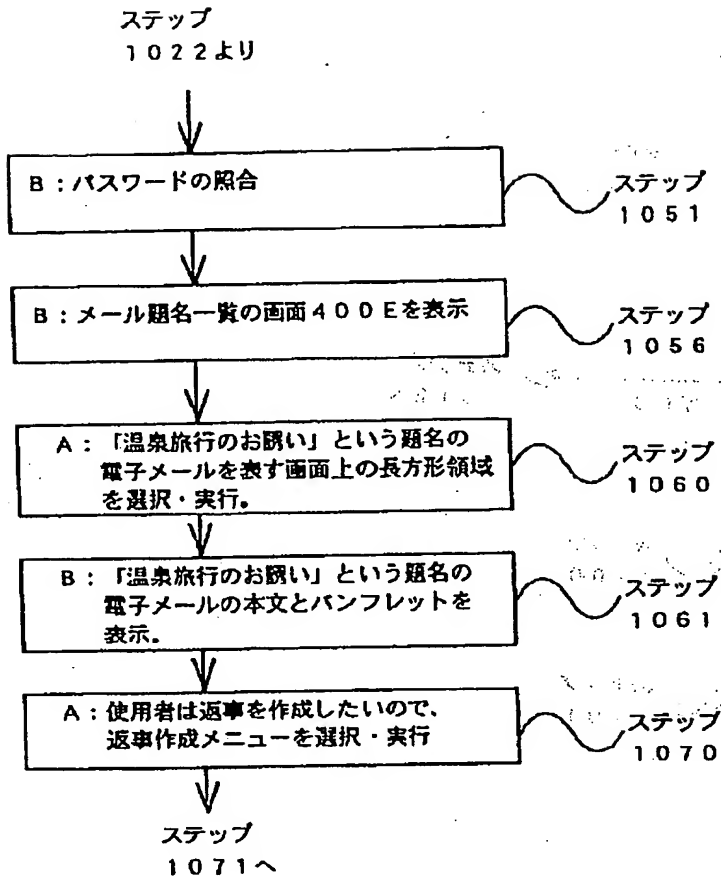 ステップ
1022より
B：パスワードの照合
ステップ
1051
B：メール題名一覧の画面400Eを表示
ステップ
1056
A：「温泉旅行のお誘い」という題名の
電子メールを表す画面上の長方形領域
を選択・実行。
ステップ
1060
B：「温泉旅行のお誘い」という題名の
電子メールの本文とパンフレットを
表示。
ステップ
1061
A：使用者は返事を作成したいので、
返事作成メニューを選択・実行
ステップ
1070
ステップ
1071へ